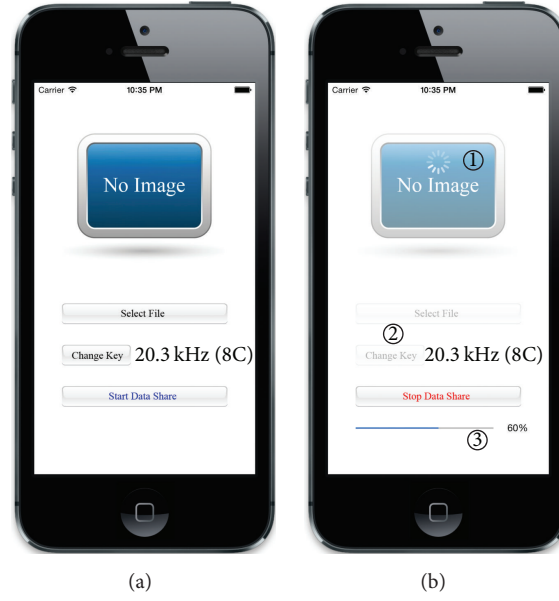 Carrier 10:35 PM
No Image
Select File
Change Key 20.3 kHz (8C)
Start Data Share
(a)
Carrier 10:35 PM
①
No Image
Select File
②
Change Key 20.3 kHz (8C)
Stop Data Share
60%
③
(b)